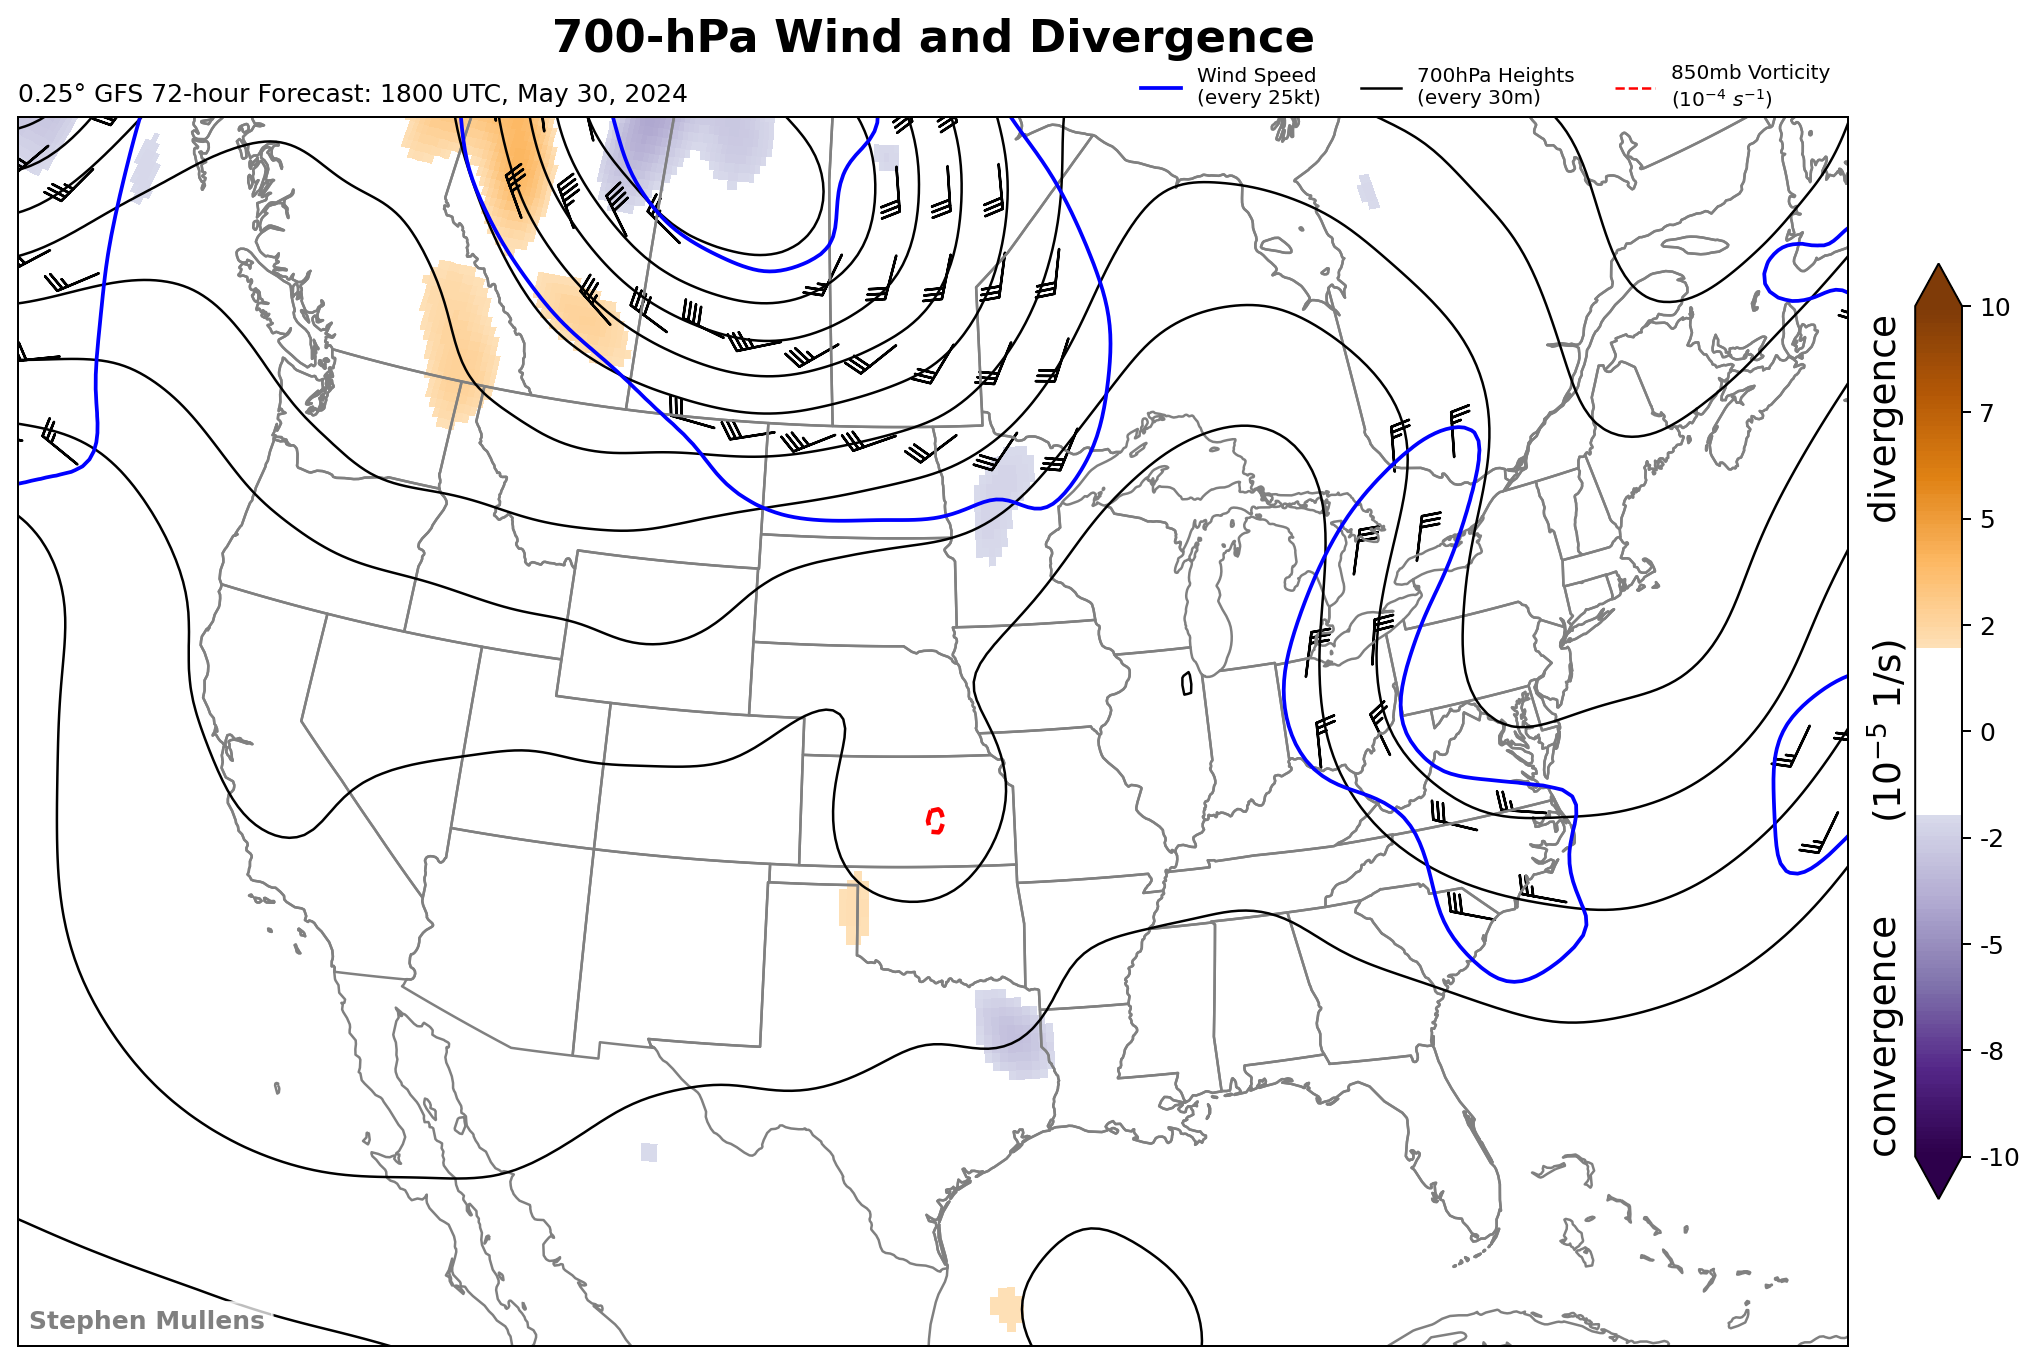 700-hPa Wind and Divergence
0.25° GFS 72-hour Forecast: 1800 UTC, May 30, 2024
Wind Speed
(every 25kt)
700hPa Heights
(every 30m)
850mb Vorticity
(10⁻⁴ s⁻¹)
10
7
5
2
0
-2
-5
-8
-10
convergence (10⁻⁵ 1/s) divergence
Stephen Mullens